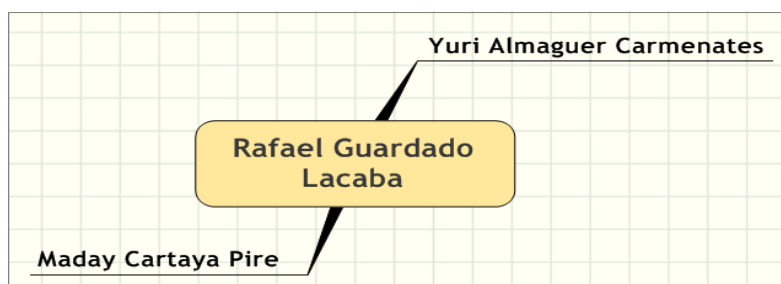 Yuri Almaguer Carmenates
Rafael Guardado
Lacaba
Maday Cartaya Pire